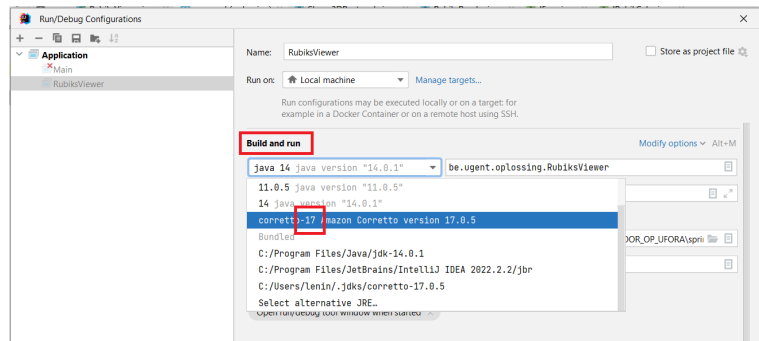 Run/Debug Configurations
Application
Main
RubiksViewer
Name: RubiksViewer
Store as project file
Run on: Local machine Manage targets...
Run configurations may be executed locally or on a target: for
example in a Docker Container or on a remote host using SSH.
Build and run
Modify options Alt+M
java 14 java version "14.0.1" be.ugent.oplossing.RubiksViewer
11.0.5 java version "11.0.5"
14 java version "14.0.1"
corretto-17 Amazon Corretto version 17.0.5
Bundled
OOR_OP_UFORA\sprin
C:/Program Files/Java/jdk-14.0.1
C:/Program Files/JetBrains/IntelliJ IDEA 2022.2.2/jbr
C:/Users/lenin/.jdks/corretto-17.0.5
Select alternative JRE…
Open run/debug tool window when started